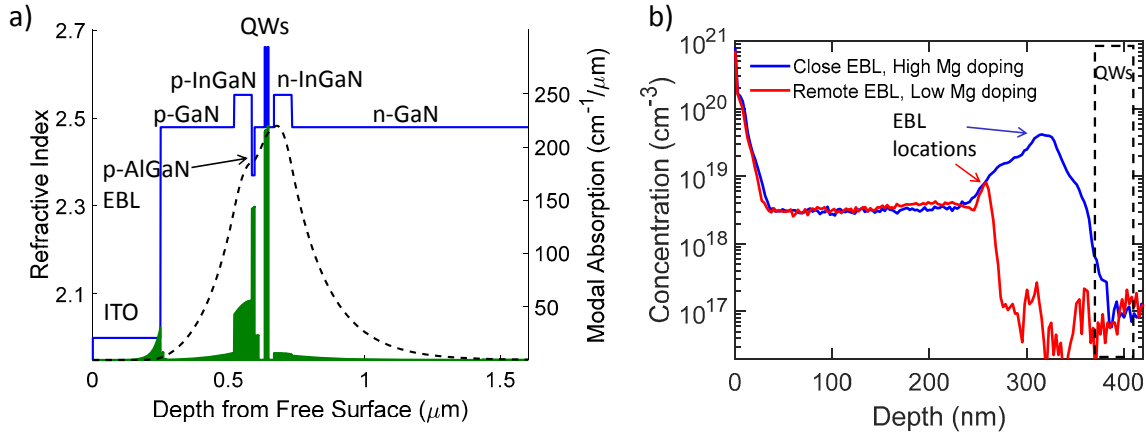 a)
QWs
2.7
2.5
2.3
2.1
Refractive Index
p-InGaN
n-InGaN
p-GaN
n-GaN
p-AlGaN
EBL
ITO
250
200
150
100
50
0
Modal Absorption (cm⁻¹/μm)
0
0.5
1
1.5
Depth from Free Surface (μm)
b)
10²¹
10²⁰
10¹⁹
10¹⁸
10¹⁷
Concentration (cm⁻³)
Close EBL, High Mg doping
Remote EBL, Low Mg doping
QWs
EBL
locations
0
100
200
300
400
Depth (nm)